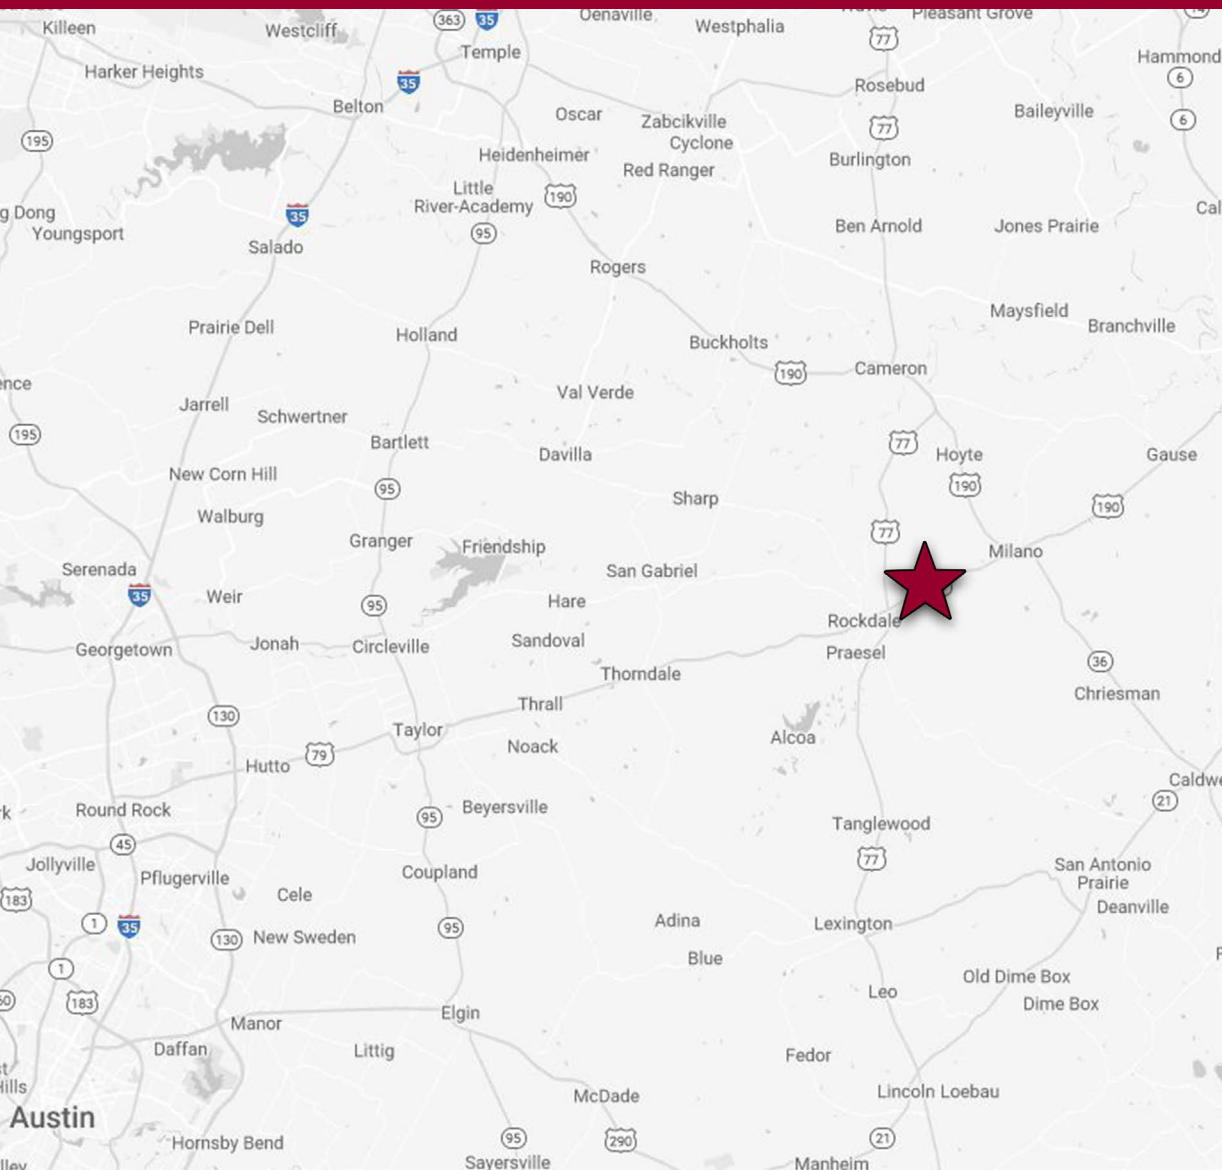 Killeen
Westcliff
363
35
Oenaville
Westphalia
Pleasant Grove
77
Temple
Hammond
6
Harker Heights
35
Rosebud
Belton
Oscar
Zabcikville
Baileyville
6
77
195
Cyclone
Heidenheimer
Burlington
Red Ranger
Little
River-Academy
190
g Dong
35
Youngsport
Salado
95
Ben Arnold
Jones Prairie
Cal
Rogers
Prairie Dell
Holland
Maysfield
Branchville
Buckholts
190
Cameron
ence
Val Verde
Jarrell
Schwertner
195
Bartlett
Davilla
77
Hoyte
Gause
New Corn Hill
95
190
Sharp
190
Walburg
Granger
Friendship
77
Milano
Serenada
San Gabriel
35
Weir
95
Hare
Rockdale
Georgetown
Jonah
Circleville
Sandoval
Praesel
36
Thorndale
Chriesman
130
Thrall
Taylor
Noack
Alcoa
79
Hutto
Caldwe
Round Rock
95
Beyersville
21
Tanglewood
45
77
Jollyville
Pflugerville
Coupland
San Antonio
Prairie
183
Cele
Deanville
1
35
130
New Sweden
95
Adina
Lexington
1
Blue
183
Old Dime Box
Leo
Dime Box
Manor
Elgin
Daffan
Littig
Fedor
Hills
McDade
Lincoln Loebau
Austin
Hornsby Bend
95
290
21
Sayersville
Manheim